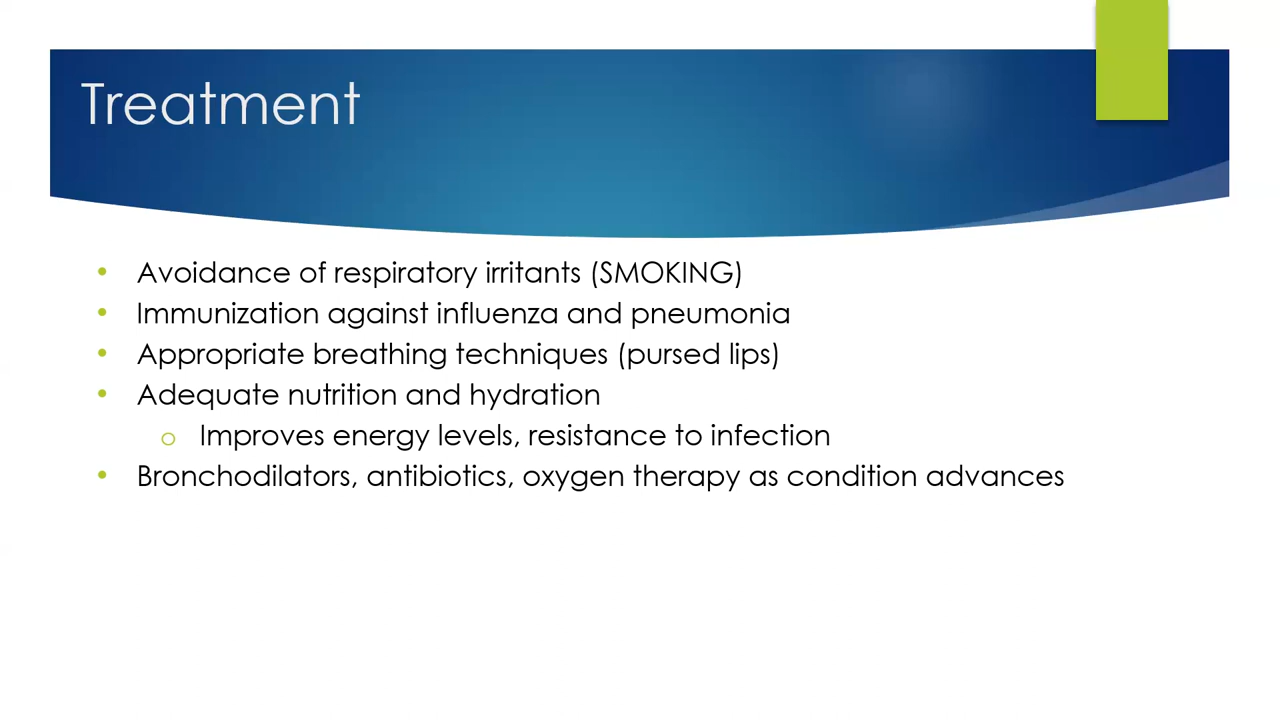 Treatment
• Avoidance of respiratory irritants (SMOKING)
• Immunization against influenza and pneumonia
• Appropriate breathing techniques (pursed lips)
• Adequate nutrition and hydration
o Improves energy levels, resistance to infection
• Bronchodilators, antibiotics, oxygen therapy as condition advances